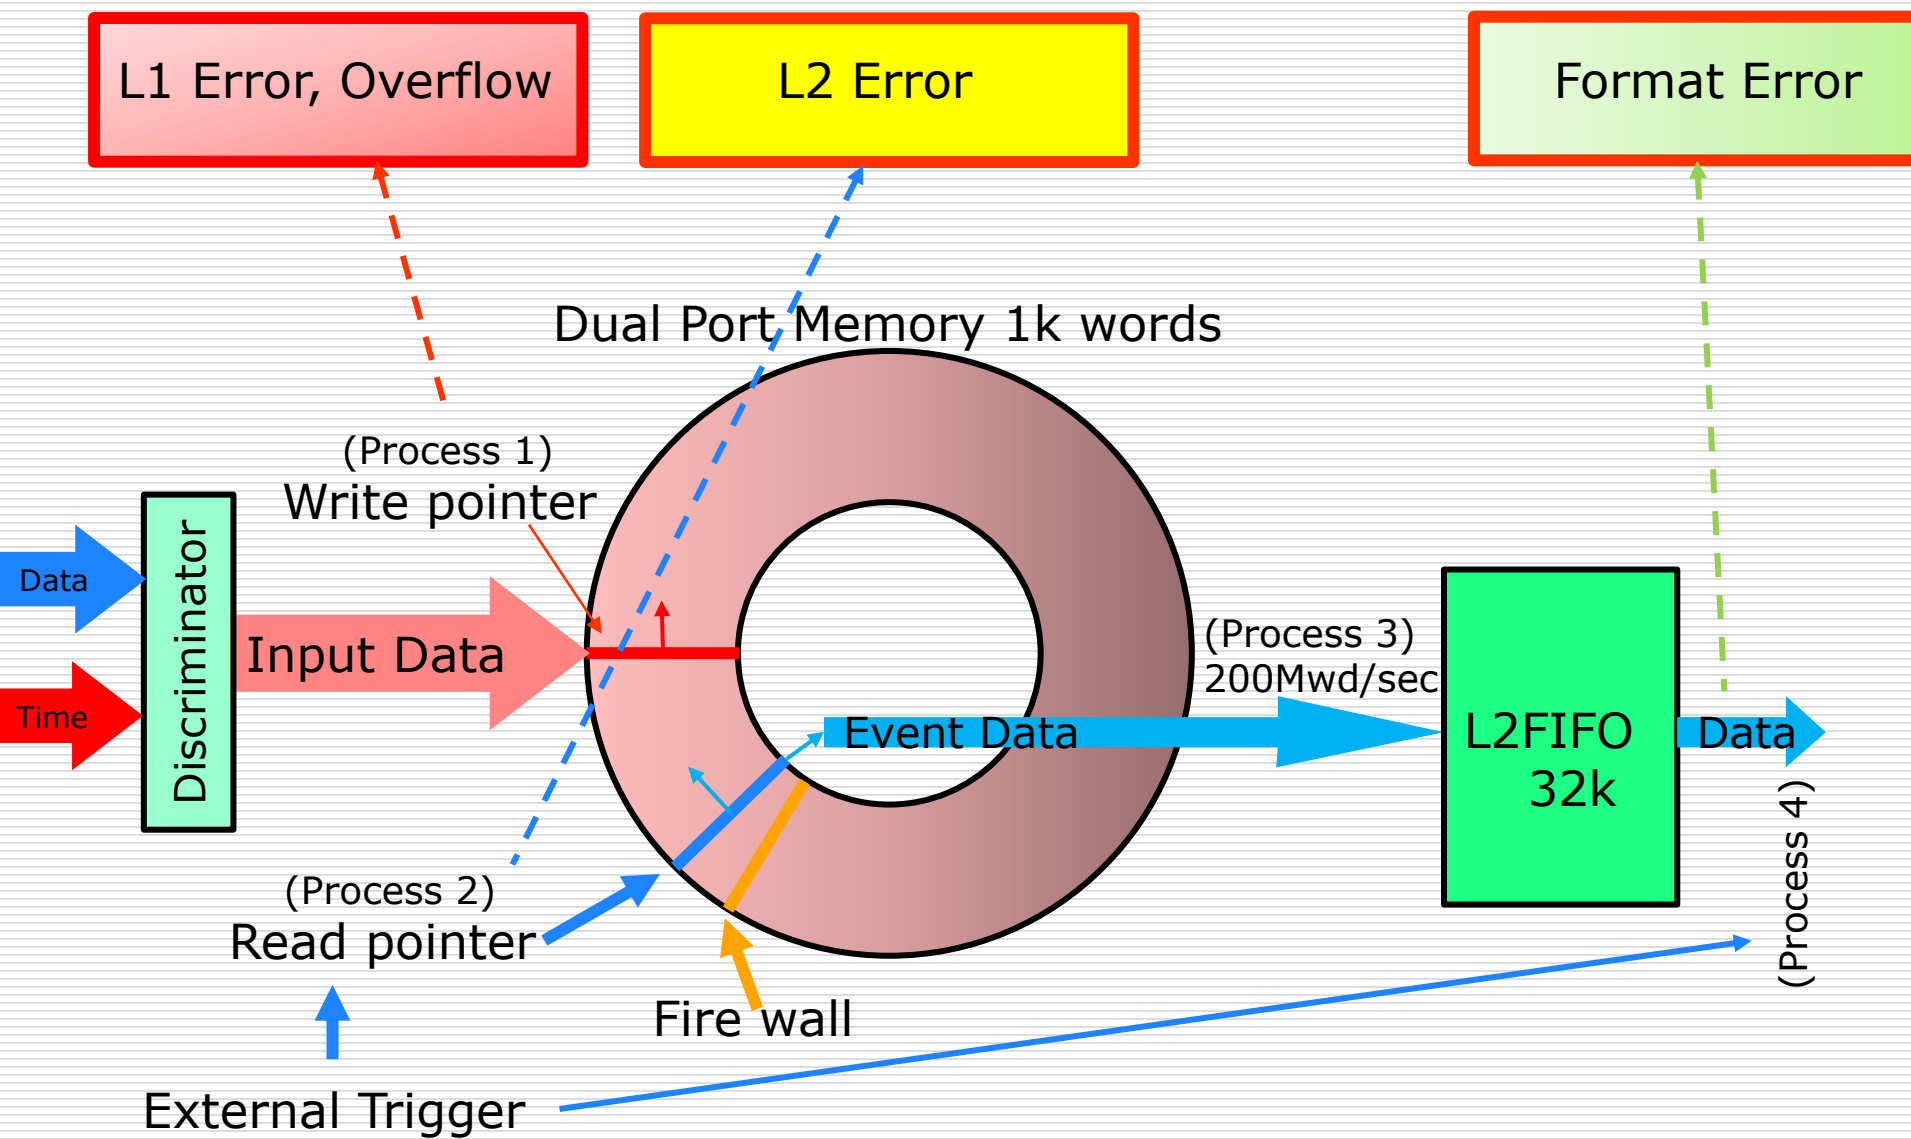 L1 Error, Overflow
L2 Error
Format Error
Dual Port Memory 1k words
(Process 1)
Write pointer
Data
Time
Discriminator
Input Data
(Process 3)
200Mwd/sec
Event Data
L2FIFO
32k
Data
(Process 4)
(Process 2)
Read pointer
Fire wall
External Trigger